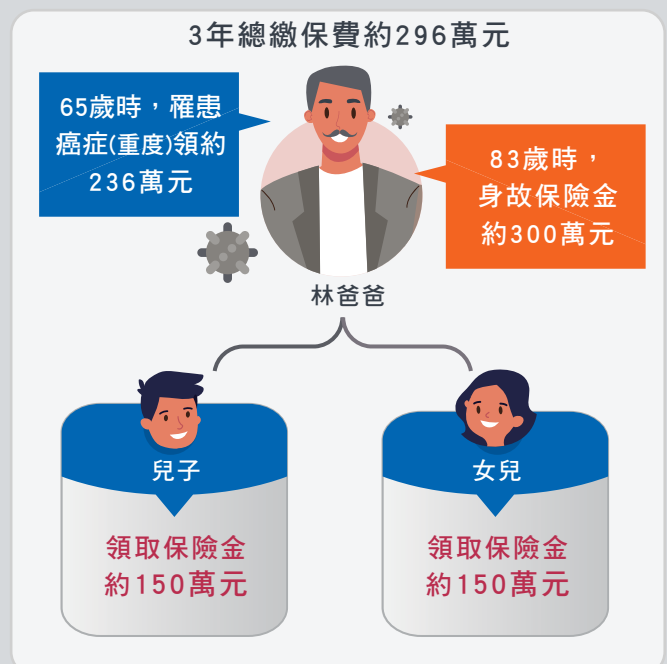 3年總繳保費約296萬元
65歲時，罹患
癌症(重度)領約
236萬元
83歲時，
身故保險金
約300萬元
林爸爸
兒子
領取保險金
約150萬元
女兒
領取保險金
約150萬元